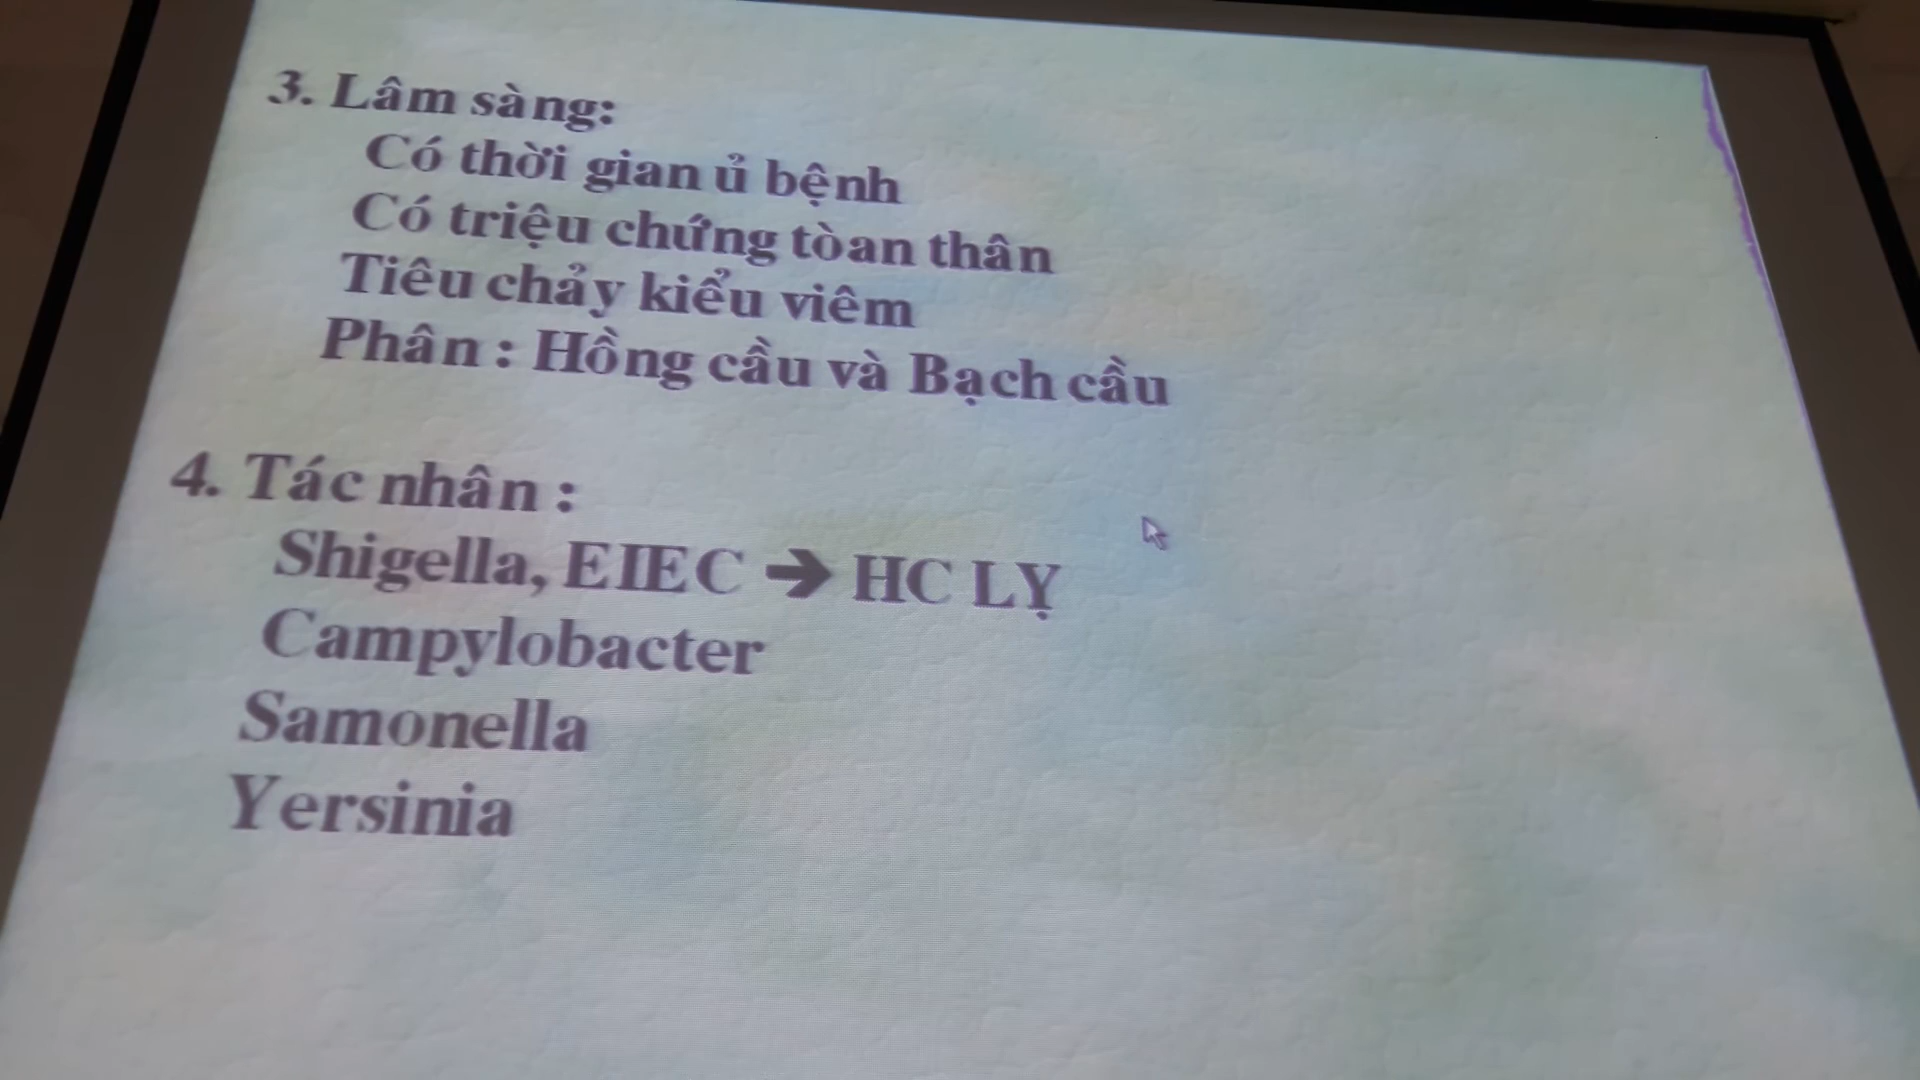 3. Lâm sàng:
Có thời gian ủ bệnh
Có triệu chứng tòan thân
Tiêu chảy kiểu viêm
Phân : Hồng cầu và Bạch cầu
4. Tác nhân :
Shigella, EIEC ➔ HC LỴ
Campylobacter
Samonella
Yersinia